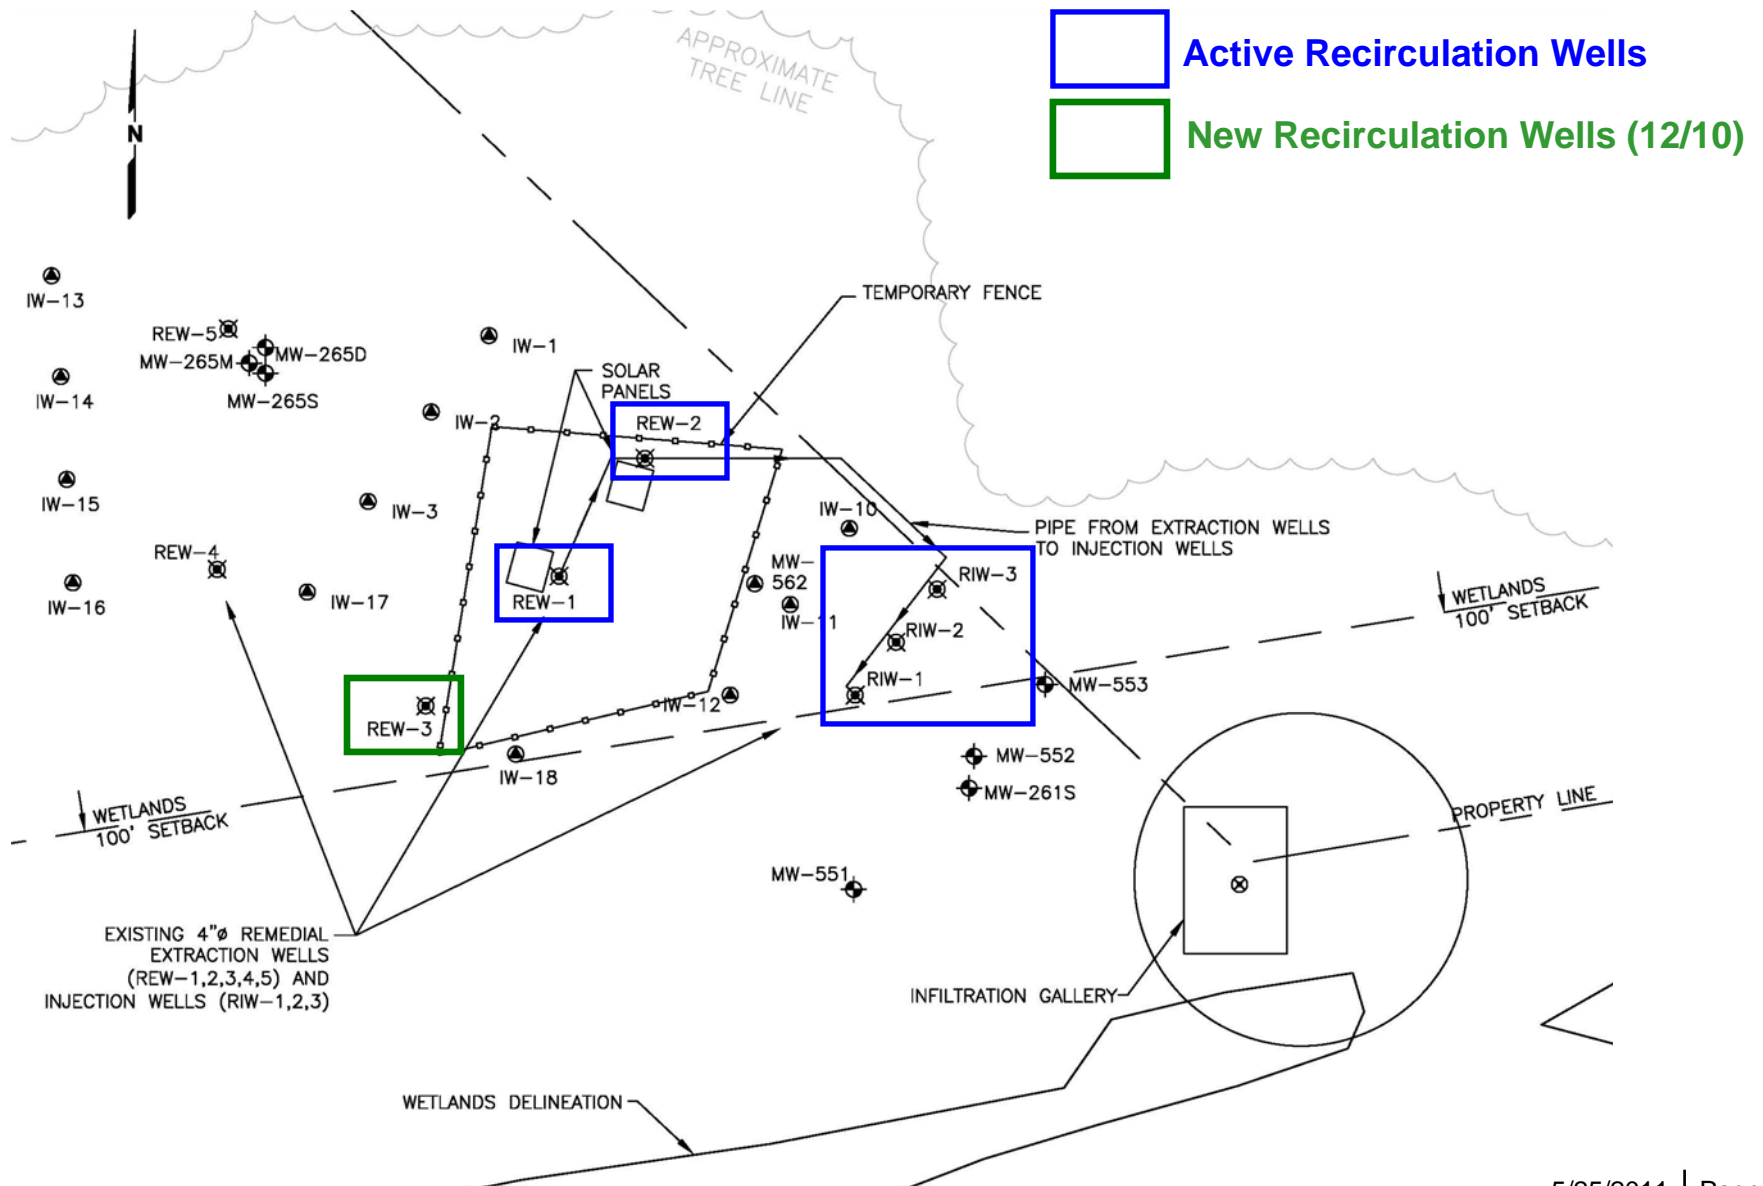 APPROXIMATE
TREE LINE
Active Recirculation Wells
New Recirculation Wells (12/10)
N
IW-13
REW-5
MW-265M
MW-265D
MW-265S
IW-14
IW-1
TEMPORARY FENCE
SOLAR
PANELS
IW-2
REW-2
IW-15
IW-3
IW-10
PIPE FROM EXTRACTION WELLS
TO INJECTION WELLS
REW-4
MW-
562
RIW-3
IW-16
IW-17
REW-1
IW-11
RIW-2
WETLANDS
100' SETBACK
RIW-1
MW-553
IW-12
REW-3
IW-18
MW-552
MW-261S
WETLANDS
100' SETBACK
PROPERTY LINE
MW-551
EXISTING 4"ø REMEDIAL
EXTRACTION WELLS
(REW-1,2,3,4,5) AND
INJECTION WELLS (RIW-1,2,3)
INFILTRATION GALLERY
WETLANDS DELINEATION